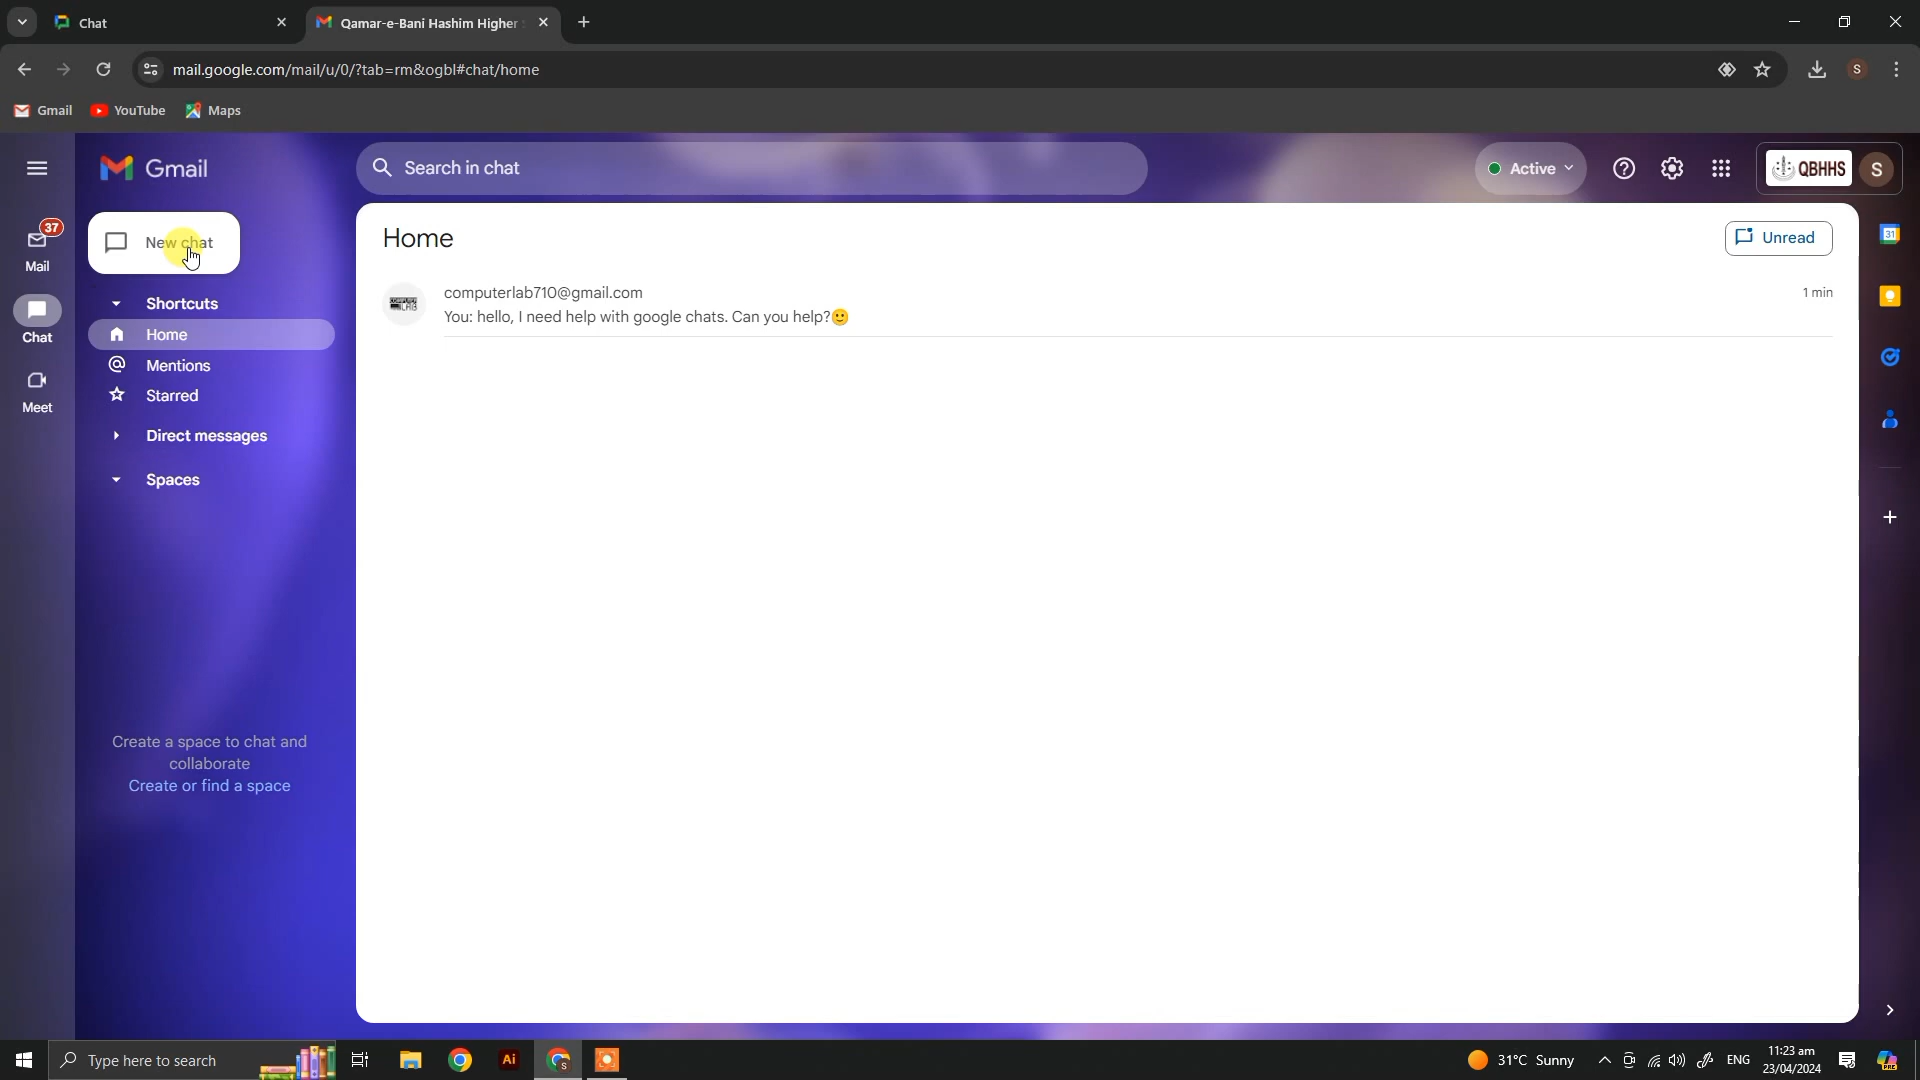 Chat
Qamar-e-Bani Hashim Higher
mail.google.com/mail/u/0/?tab=rm&ogbl#chat/home
S
Gmail
YouTube
Maps
Gmail
Search in chat
Active
QBHHS
S
37
Mail
Chat
Meet
New chat
Shortcuts
Home
Mentions
Starred
Direct messages
Spaces
Create a space to chat and
collaborate
Create or find a space
Home
Unread
computerlab710@gmail.com
1 min
You: hello, I need help with google chats. Can you help?🙂
31
Type here to search
Ai
31°C Sunny
ENG
11:23 am
23/04/2024